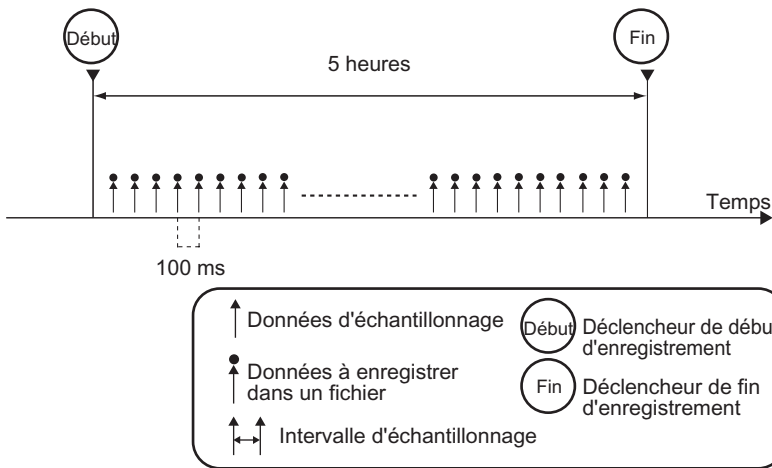 Début
Fin
5 heures
Temps
100 ms
Données d'échantillonnage
Données à enregistrer
dans un fichier
Intervalle d'échantillonnage
Début
Déclencheur de débu
d'enregistrement
Fin
Déclencheur de fin
d'enregistrement